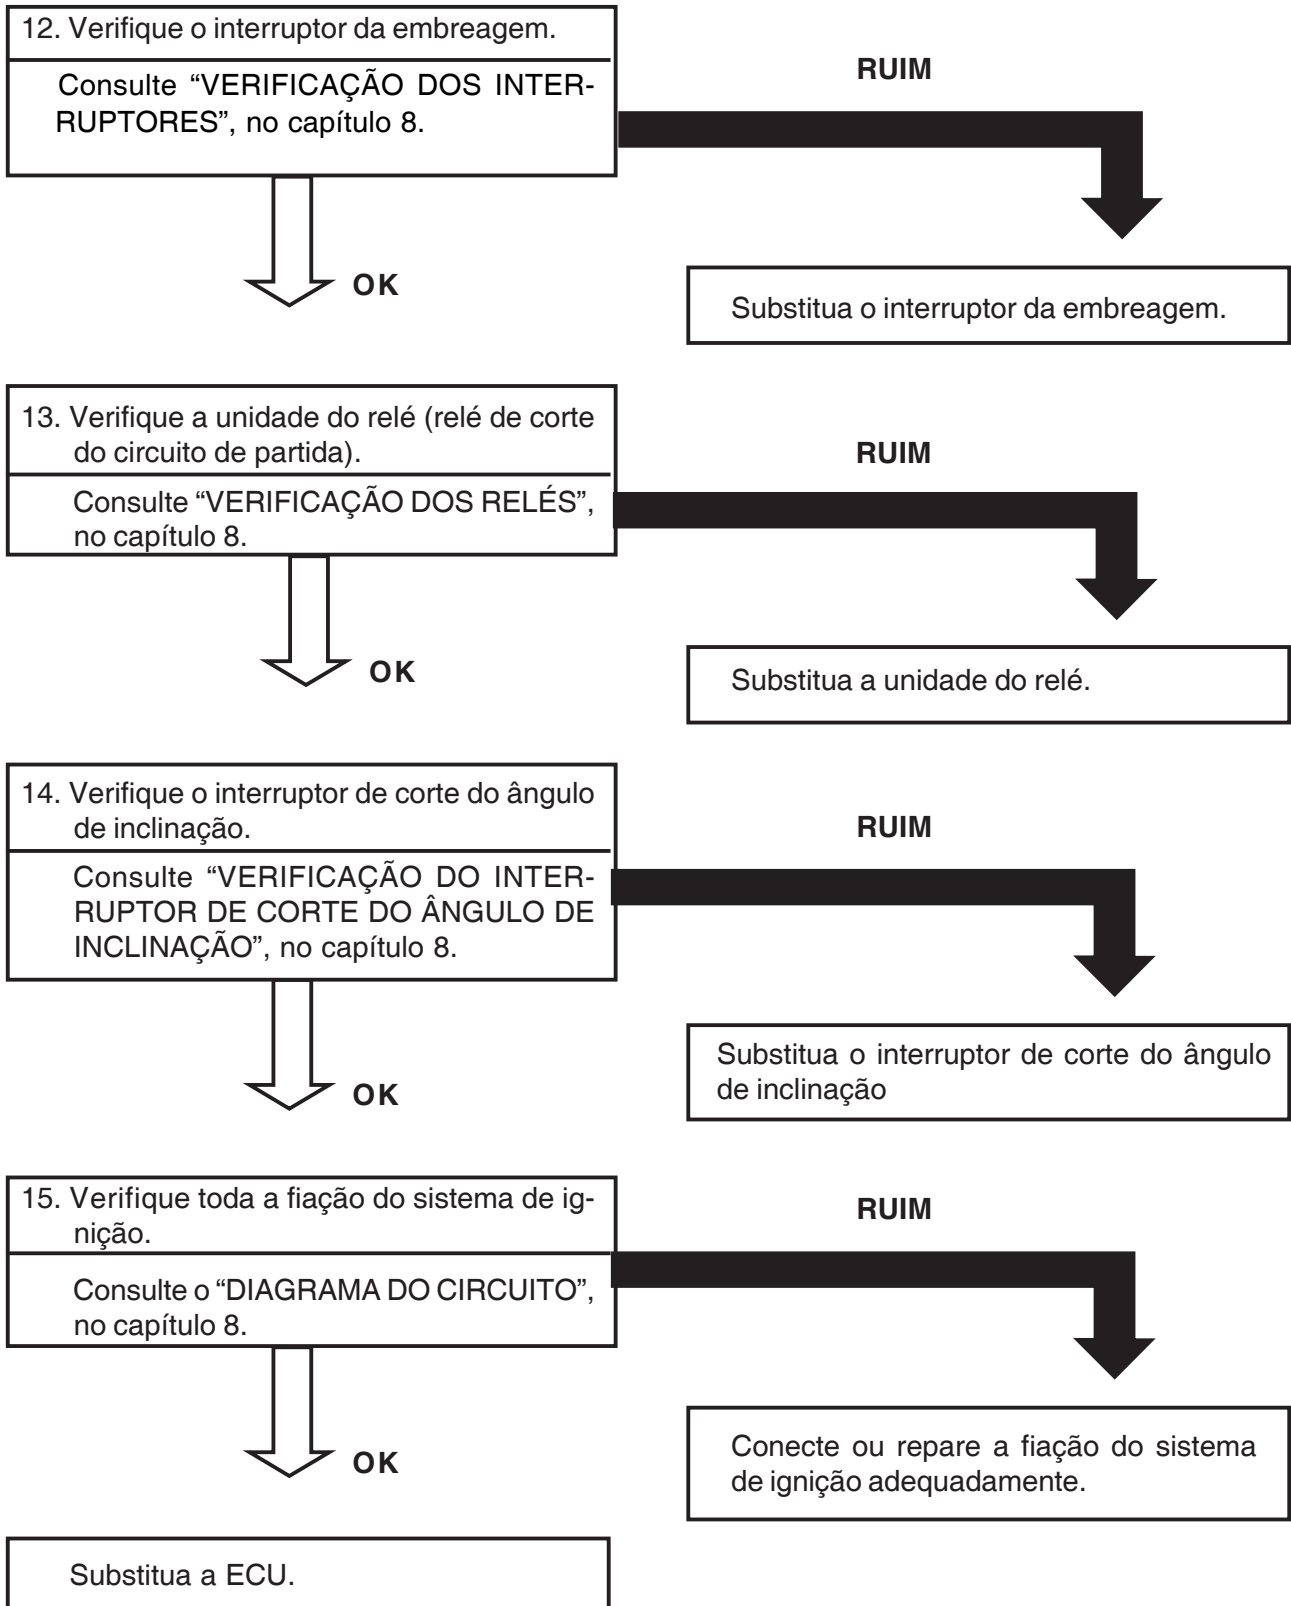 12. Verifique o interruptor da embreagem.
Consulte “VERIFICAÇÃO DOS INTER-
RUPTORES”, no capítulo 8.
RUIM
OK
Substitua o interruptor da embreagem.
13. Verifique a unidade do relé (relé de corte
do circuito de partida).
Consulte “VERIFICAÇÃO DOS RELÉS”,
no capítulo 8.
RUIM
OK
Substitua a unidade do relé.
14. Verifique o interruptor de corte do ângulo
de inclinação.
Consulte “VERIFICAÇÃO DO INTER-
RUPTOR DE CORTE DO ÂNGULO DE
INCLINAÇÃO”, no capítulo 8.
RUIM
OK
Substitua o interruptor de corte do ângulo
de inclinação
15. Verifique toda a fiação do sistema de ig-
nição.
Consulte o “DIAGRAMA DO CIRCUITO”,
no capítulo 8.
RUIM
OK
Conecte ou repare a fiação do sistema
de ignição adequadamente.
Substitua a ECU.